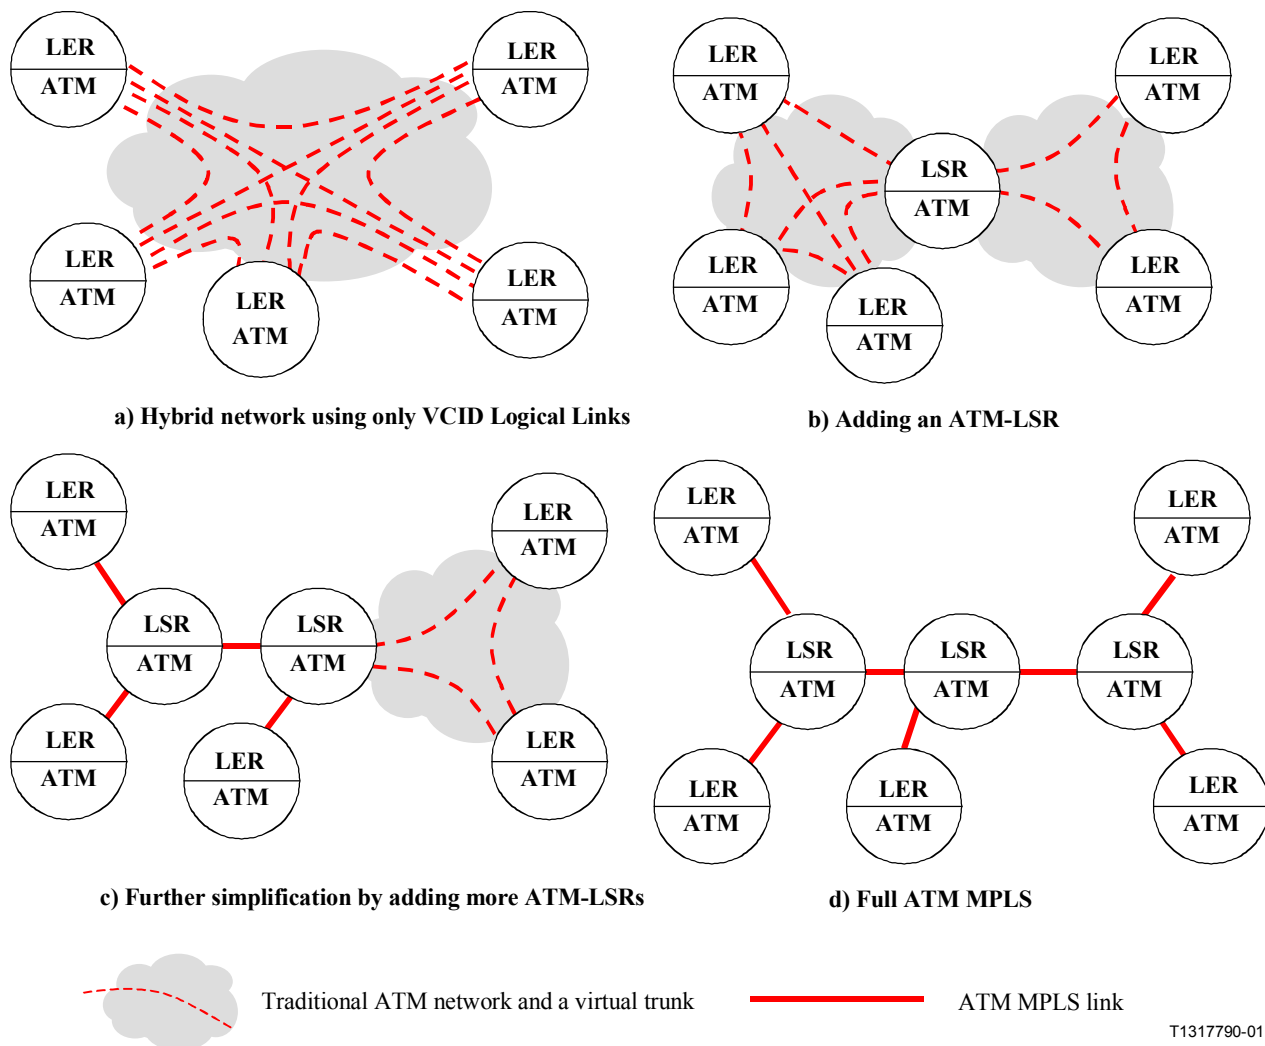 LER
ATM
LER
ATM
LER
ATM
LER
ATM
LER
ATM
a) Hybrid network using only VCID Logical Links
LER
ATM
LER
ATM
LSR
ATM
LER
ATM
LER
ATM
LER
ATM
b) Adding an ATM-LSR
LER
ATM
LER
ATM
LSR
ATM
LSR
ATM
LER
ATM
LER
ATM
LER
ATM
c) Further simplification by adding more ATM-LSRs
LER
ATM
LER
ATM
LSR
ATM
LSR
ATM
LSR
ATM
LER
ATM
LER
ATM
LER
ATM
d) Full ATM MPLS
Traditional ATM network and a virtual trunk
ATM MPLS link
T1317790-01